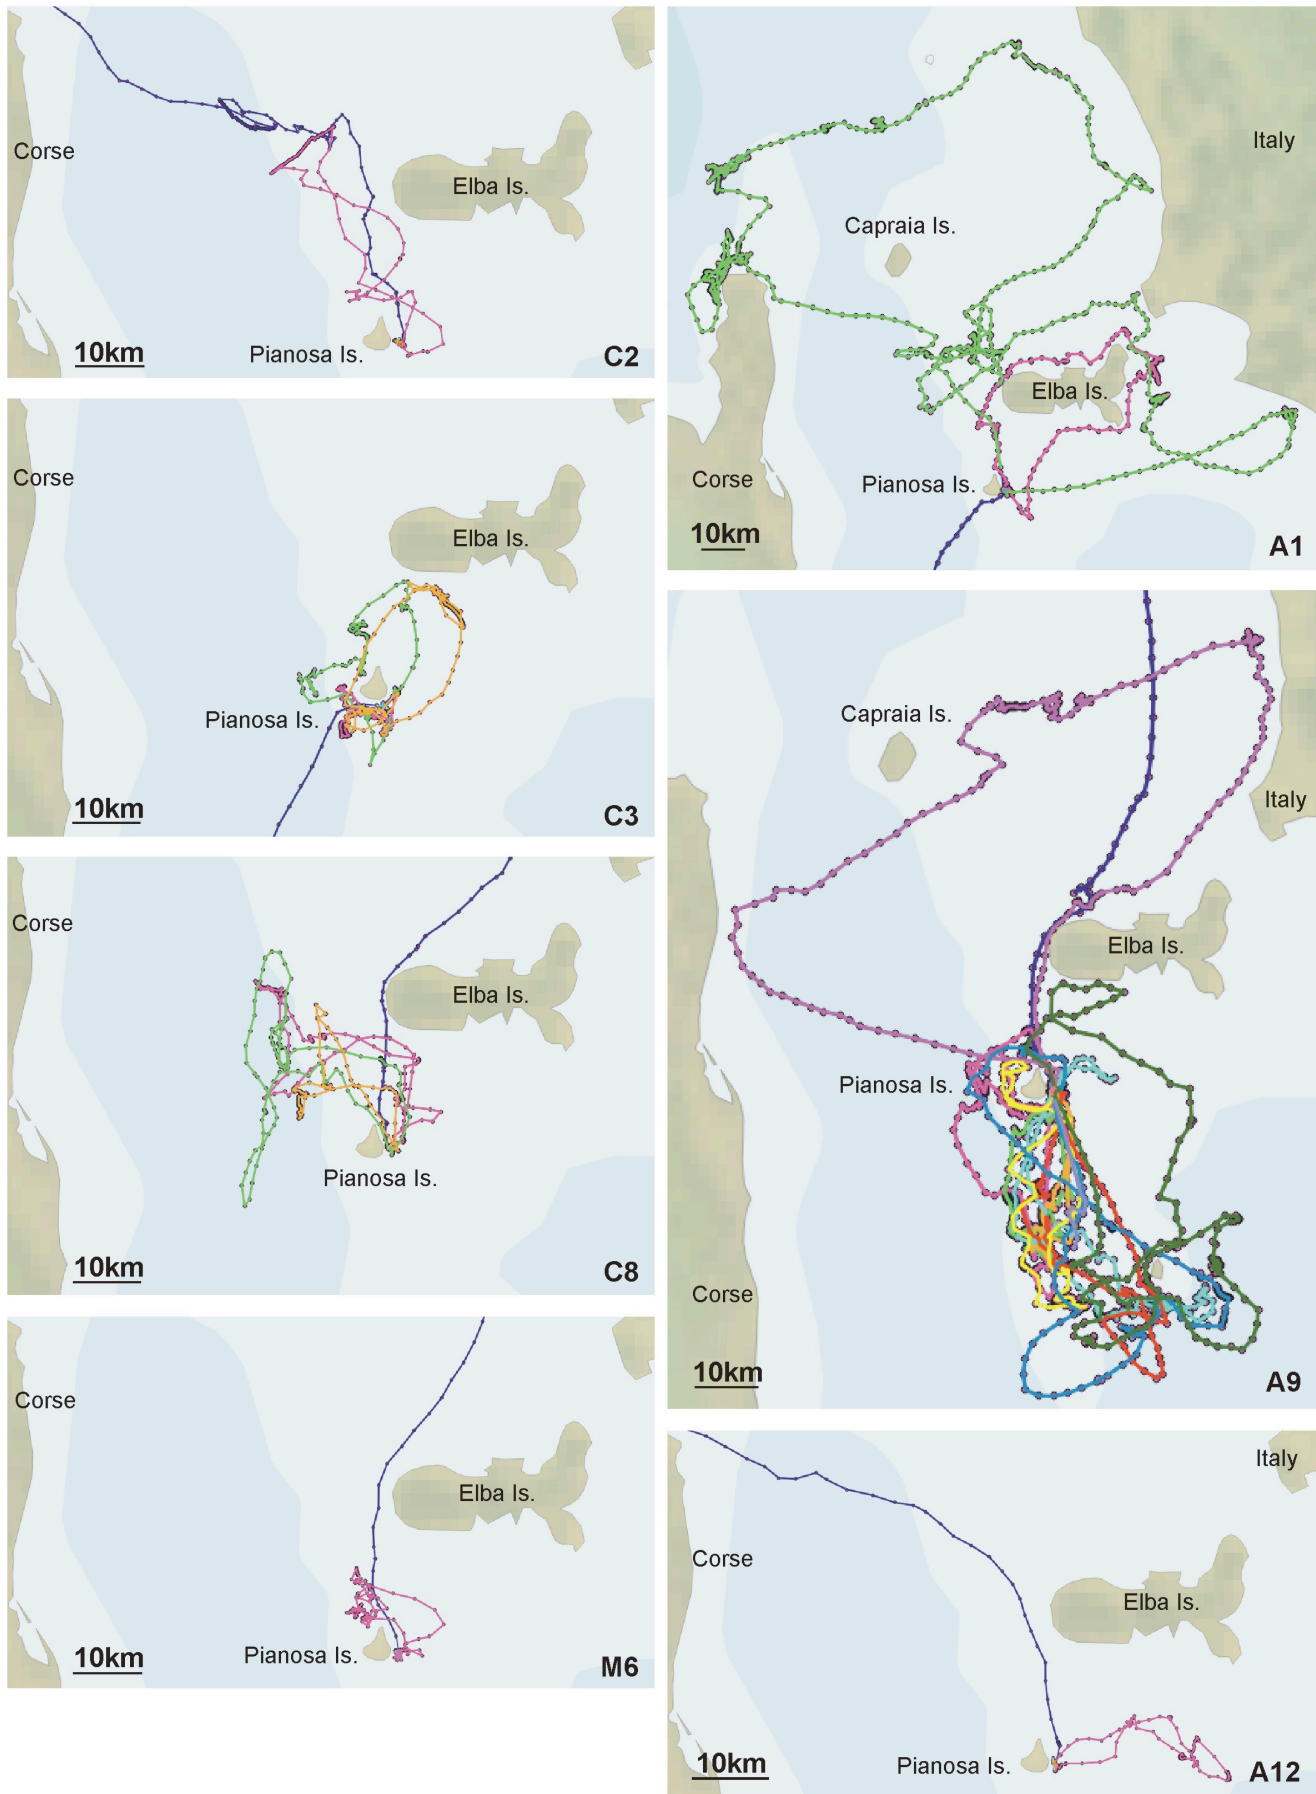 Corse
Elba Is.
Pianosa Is.
10km
C2
Corse
Elba Is.
Pianosa Is.
10km
C3
Corse
Elba Is.
Pianosa Is.
10km
C8
Corse
Elba Is.
Pianosa Is.
10km
M6
Italy
Capraia Is.
Elba Is.
Corse
Pianosa Is.
10km
A1
Capraia Is.
Italy
Elba Is.
Pianosa Is.
Corse
10km
A9
Italy
Corse
Elba Is.
Pianosa Is.
10km
A12